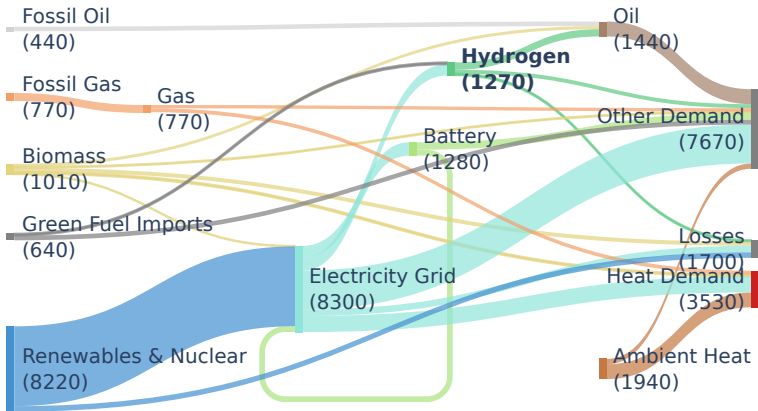 Fossil Oil
(440)
Oil
(1440)
Hydrogen
(1270)
Fossil Gas
(770)
Gas
(770)
Other Demand
(7670)
Battery
(1280)
Biomass
(1010)
Green Fuel Imports
(640)
Losses
(1700)
Electricity Grid
(8300)
Heat Demand
(3530)
Renewables & Nuclear
(8220)
Ambient Heat
(1940)